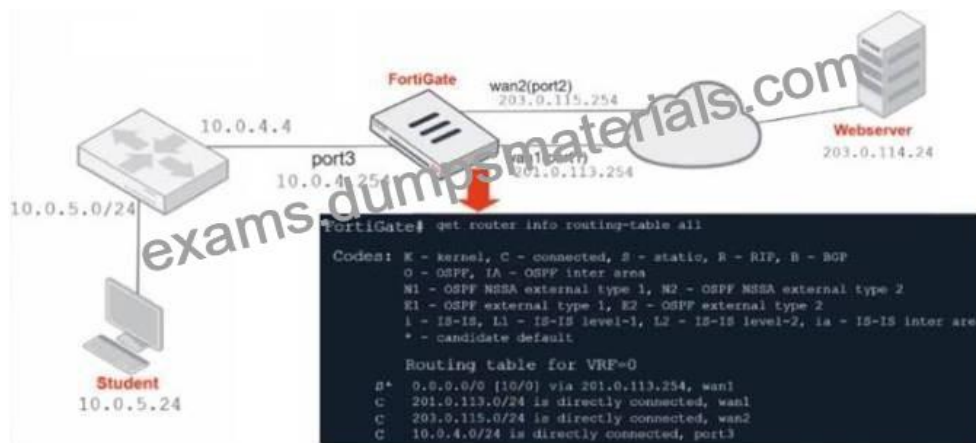 FortiGate
wan2(port2)
203.0.115.254
Webserver
203.0.114.24
10.0.4.4
port3
10.0.4.254
201.0.113.254
10.0.5.0/24
Student
10.0.5.24
exams.dumpsmaterials.com
FortiGate# get router info routing-table all
Codes: K - kernel, C - connected, S - static, R - RIP, B - BGP
O - OSPF, IA - OSPF inter area
N1 - OSPF NSSA external type 1, N2 - OSPF NSSA external type 2
E1 - OSPF external type 1, E2 - OSPF external type 2
i - IS-IS, L1 - IS-IS level-1, L2 - IS-IS level-2, ia - IS-IS inter are
* - candidate default
Routing table for VRF=0
S* 0.0.0.0/0 [10/0] via 201.0.113.254, wan1
C 201.0.113.0/24 is directly connected, wan1
C 203.0.115.0/24 is directly connected, wan2
C 10.0.4.0/24 is directly connected, port3